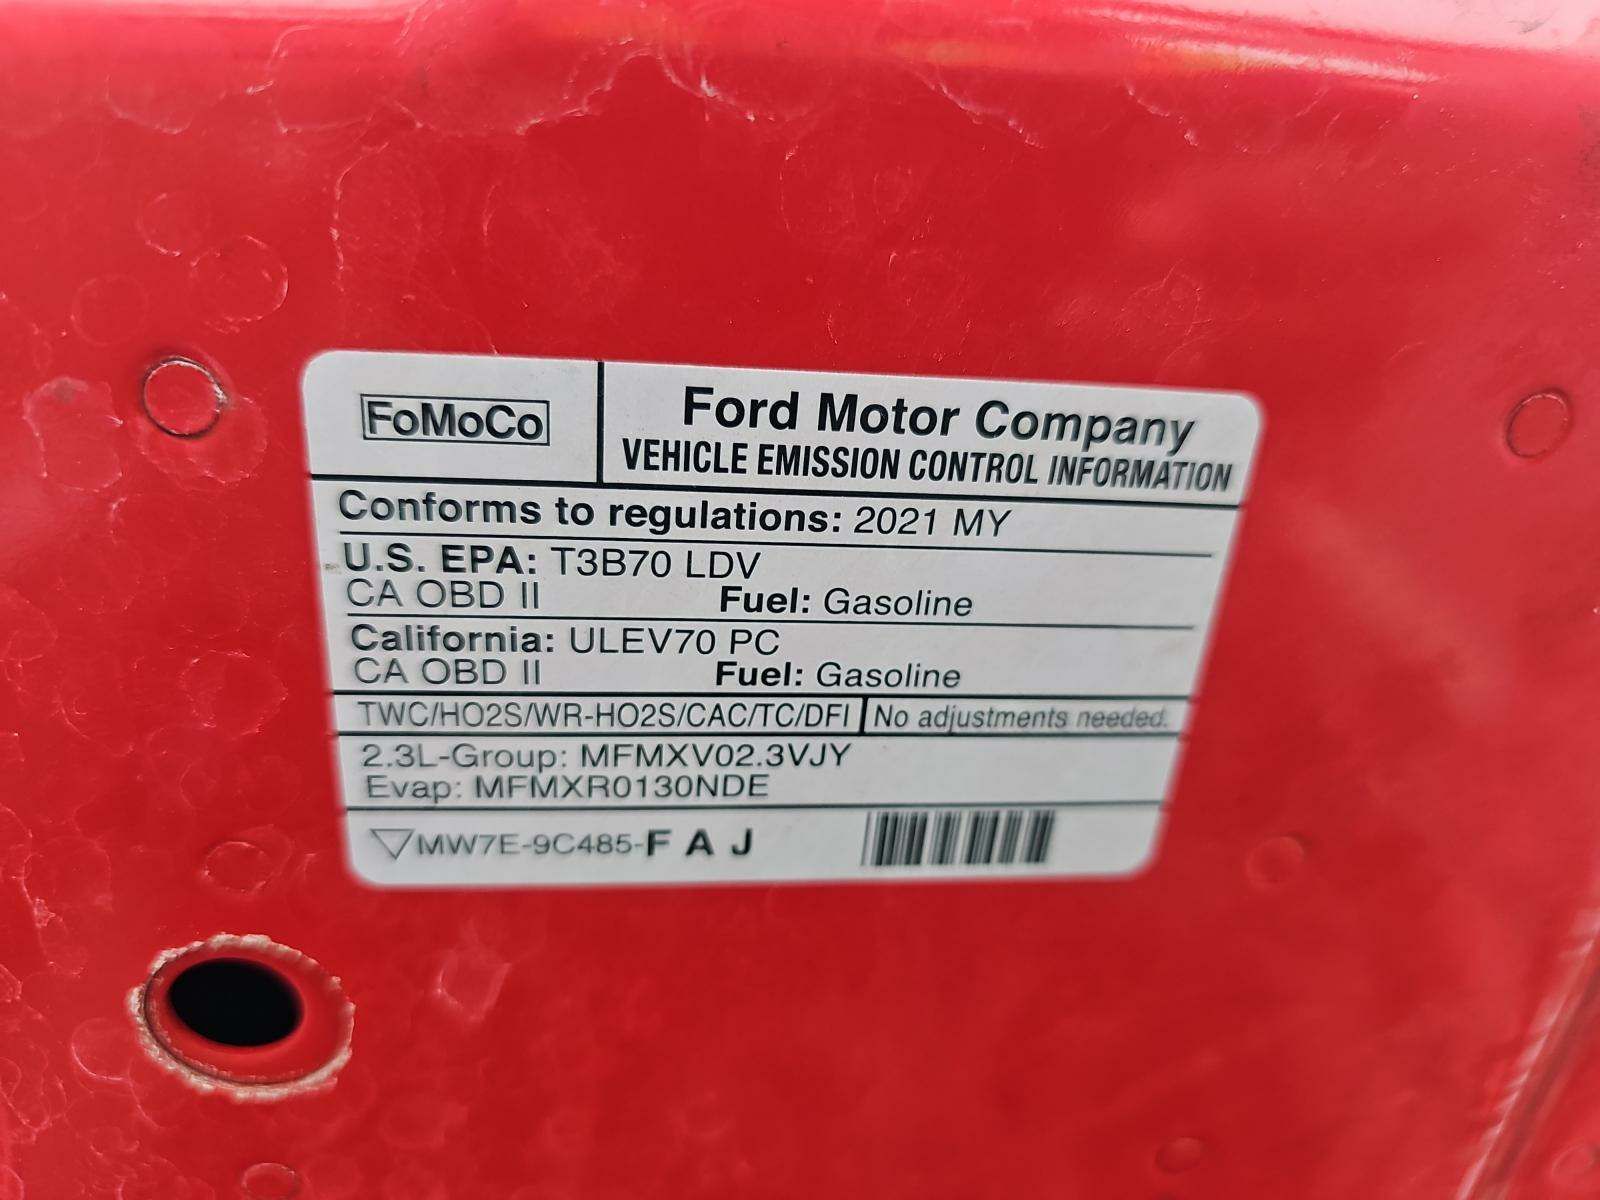 FoMoCo
Ford Motor Company
VEHICLE EMISSION CONTROL INFORMATION
Conforms to regulations: 2021 MY
U.S. EPA: T3B70 LDV
CA OBD II Fuel: Gasoline
California: ULEV70 PC
CA OBD II Fuel: Gasoline
TWC/HO2S/WR-HO2S/CAC/TC/DFI No adjustments needed.
2.3L-Group: MFMXV02.3VJY
Evap: MFMXR0130NDE
MW7E-9C485-F A J